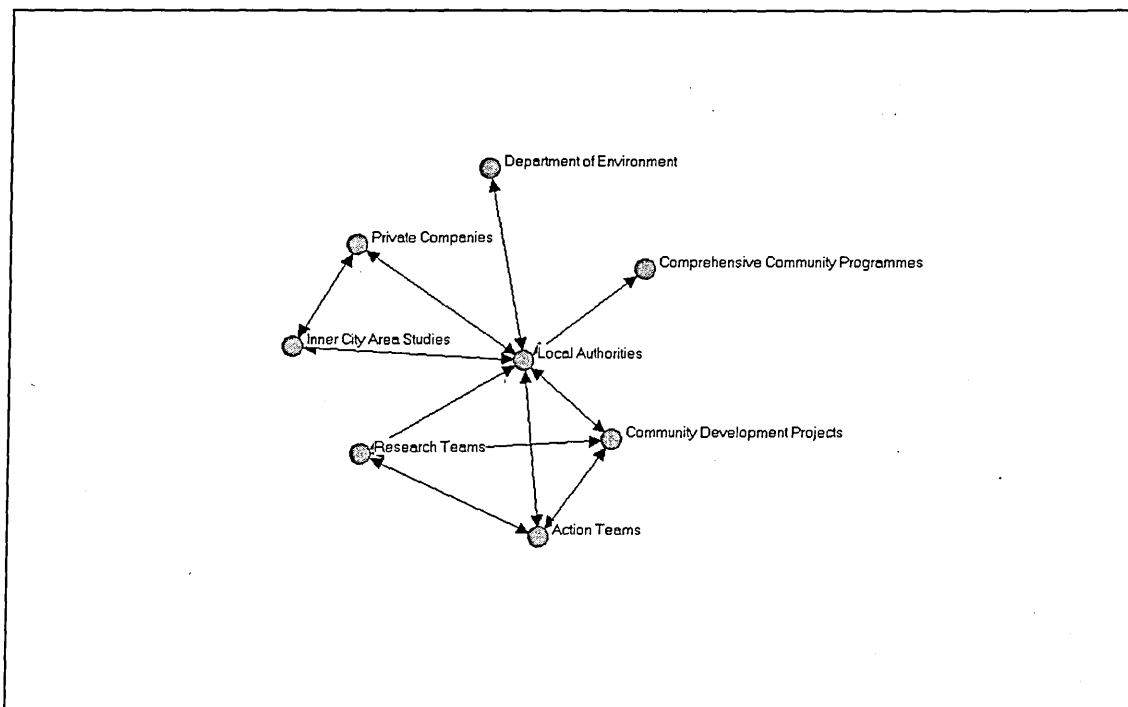 Department of Environment
Private Companies
Comprehensive Community Programmes
Inner City Area Studies
Local Authorities
Community Development Projects
Research Teams
Action Teams